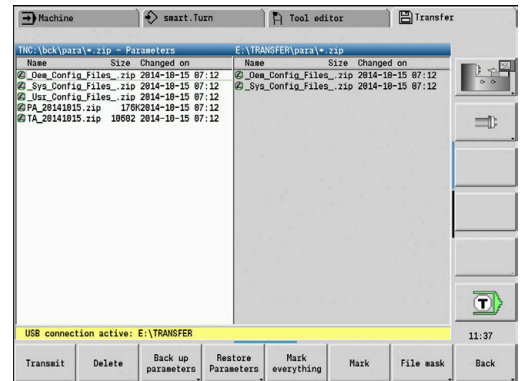 Machine
smart.Turn
Tool editor
Transfer
TNC:\bck\para\*.zip - Parameters
E:\TRANSFER\para\*.zip
Name Size Changed on
Name Size Changed on
_Oem_Config_Files_.zip 2014-10-15 07:12
_Oem_Config_Files_.zip 2014-10-15 07:12
_Sys_Config_Files_.zip 2014-10-15 07:12
_Sys_Config_Files_.zip 2014-10-15 07:12
_Usr_Config_Files_.zip 2014-10-15 07:12
PA_20141015.zip 176K2014-10-15 07:12
TA_20141015.zip 10602 2014-10-15 07:12
T
USB connection active: E:\TRANSFER
11:37
Transmit
Delete
Back up
parameters
Restore
Parameters
Mark
everything
Mark
File mask
Back